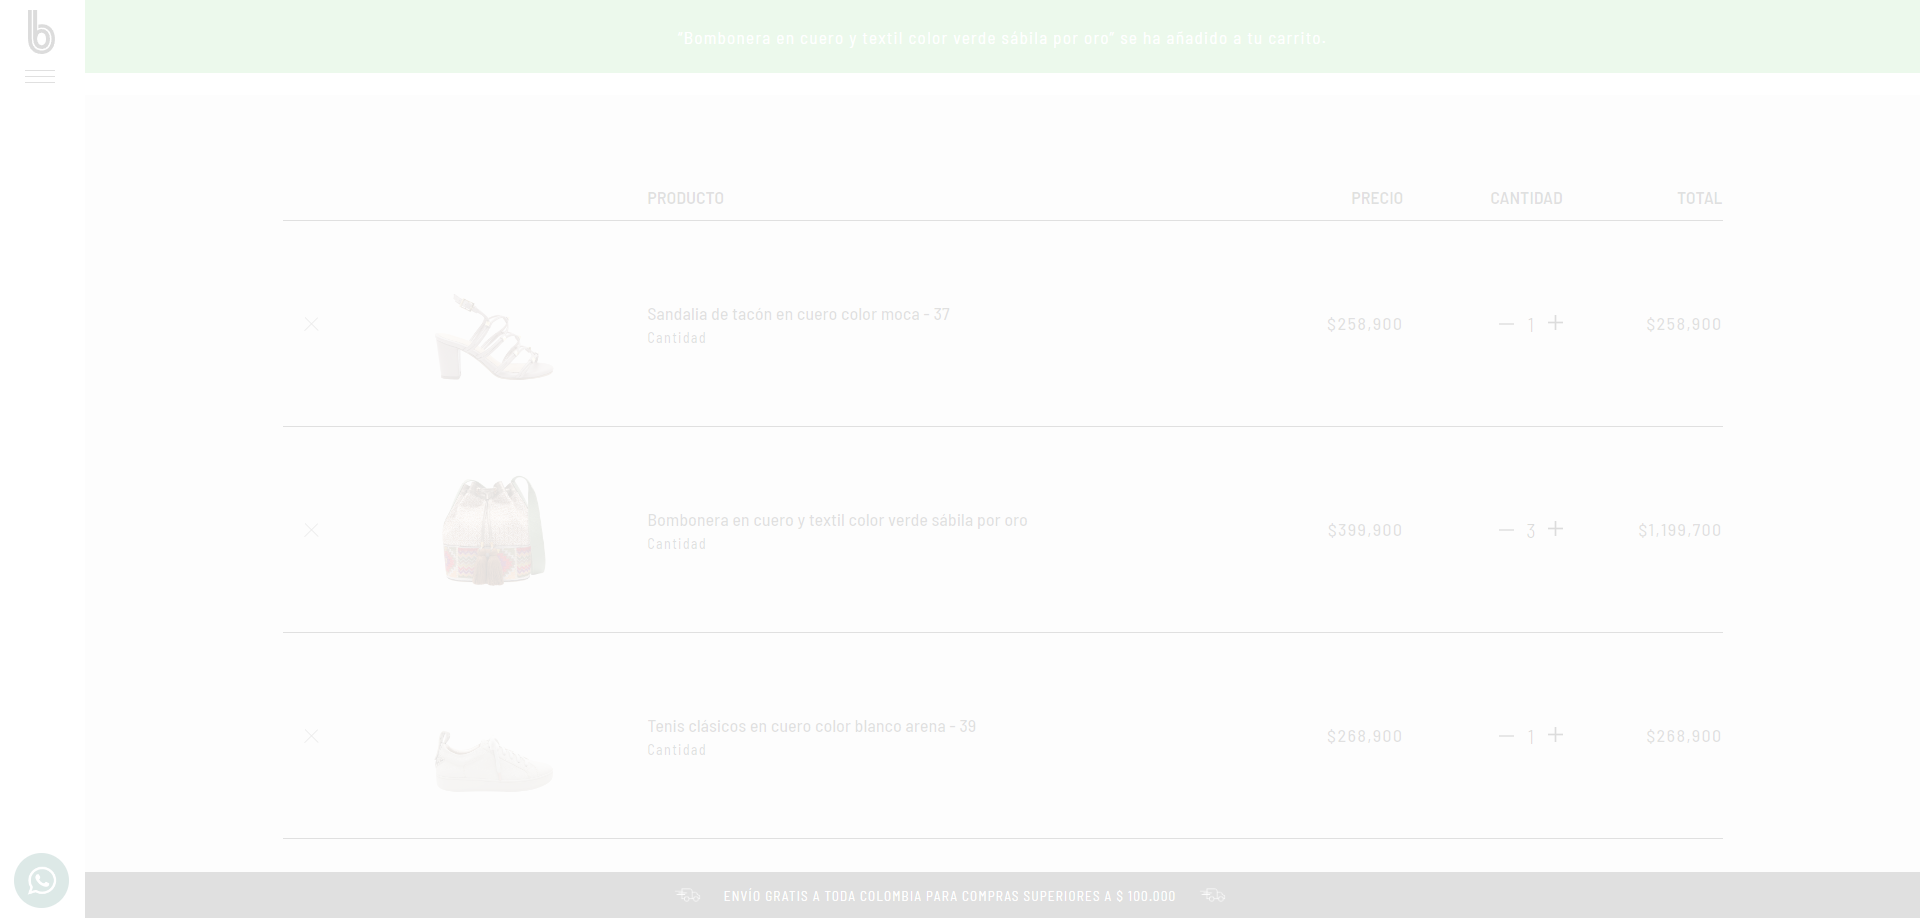 b
"Bombonera en cuero y textil color verde sábila por oro" se ha añadido a tu carrito.
PRODUCTO PRECIO CANTIDAD TOTAL
Sandalia de tacón en cuero color moca - 37
Cantidad
$258,900 — 1 + $258,900
Bombonera en cuero y textil color verde sábila por oro
Cantidad
$399,900 — 3 + $1,199,700
Tenis clásicos en cuero color blanco arena - 39
Cantidad
$268,900 — 1 + $268,900
ENVÍO GRATIS A TODA COLOMBIA PARA COMPRAS SUPERIORES A $ 100.000